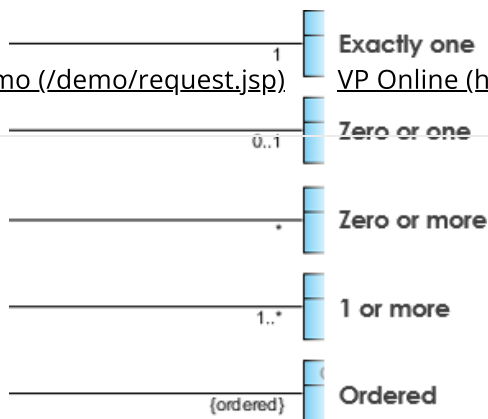 Exactly one
1
mo (/demo/request.jsp) VP Online (h
Zero or one
0..1
Zero or more
*
1 or more
1..*
Ordered
{ordered}